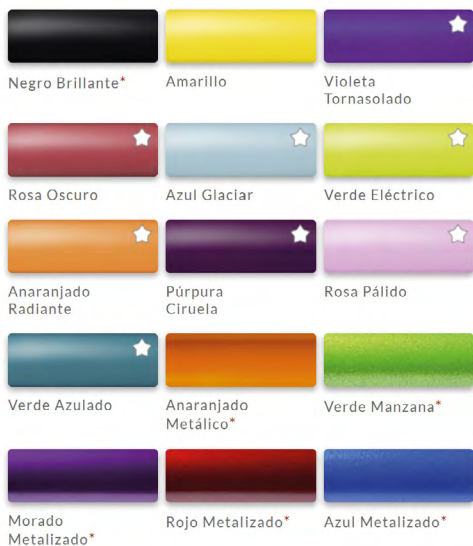 Negro Brillante*
Amarillo
Violeta
Tornasolado
Rosa Oscuro
Azul Glaciar
Verde Eléctrico
Anaranjado
Radiante
Púrpura
Ciruela
Rosa Pálido
Verde Azulado
Anaranjado
Metálico*
Verde Manzana*
Morado
Metalizado*
Rojo Metalizado*
Azul Metalizado*